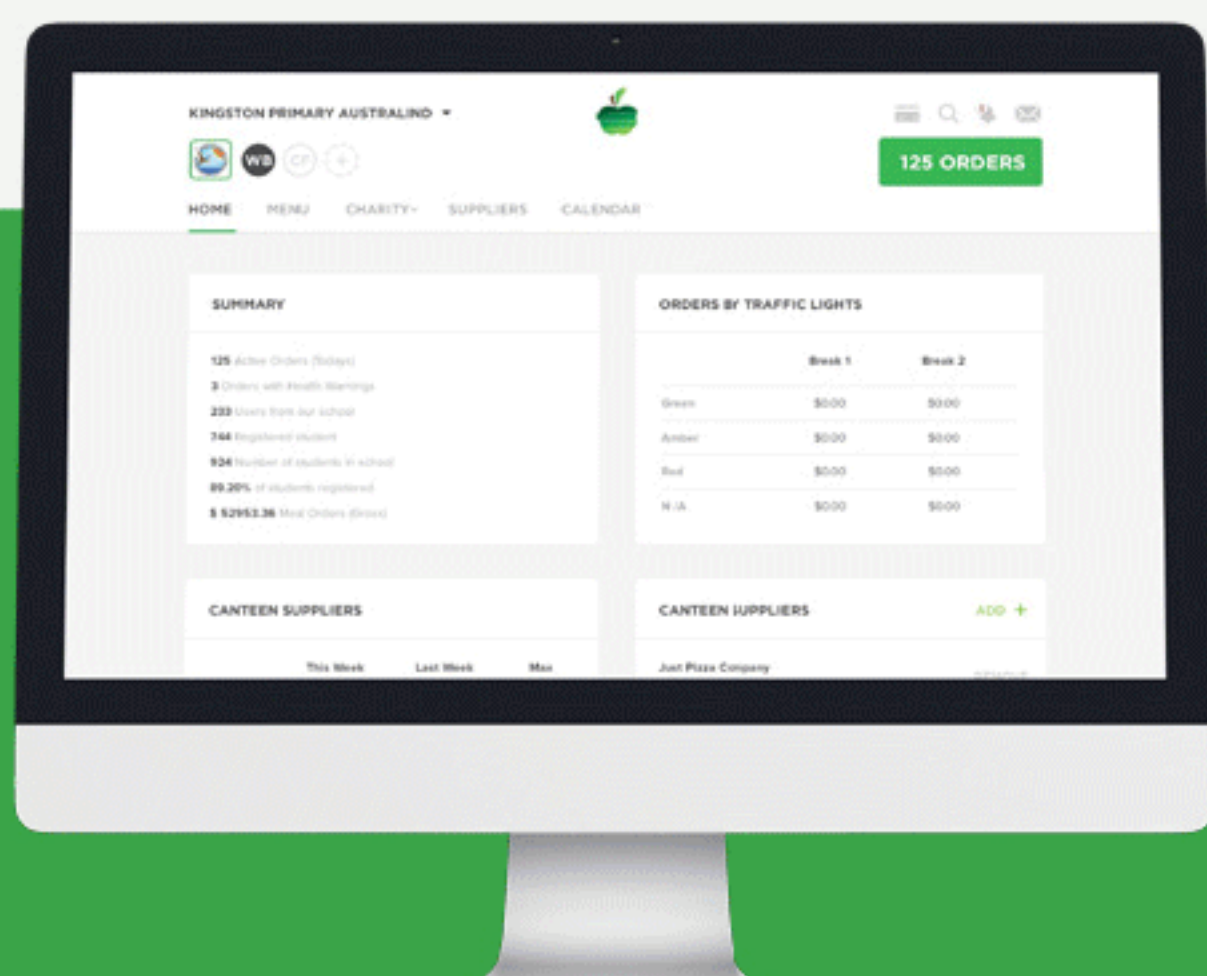 KINGSTON PRIMARY AUSTRALIND
WB CF +
125 ORDERS
HOME MENU CHARITY SUPPLIERS CALENDAR
SUMMARY
125 Active Orders (Todays)
3 Orders with Health Warnings
233 Users from our school
744 Registered student
934 Number of students in school
89.20% of students registered
$ 52953.36 Meal Orders (Gross)
ORDERS BY TRAFFIC LIGHTS
Break 1 Break 2
Green $0.00 $0.00
Amber $0.00 $0.00
Red $0.00 $0.00
N/A $0.00 $0.00
CANTEEN SUPPLIERS
This Week Last Week Max
CANTEEN SUPPLIERS ADD +
Just Pizza Company